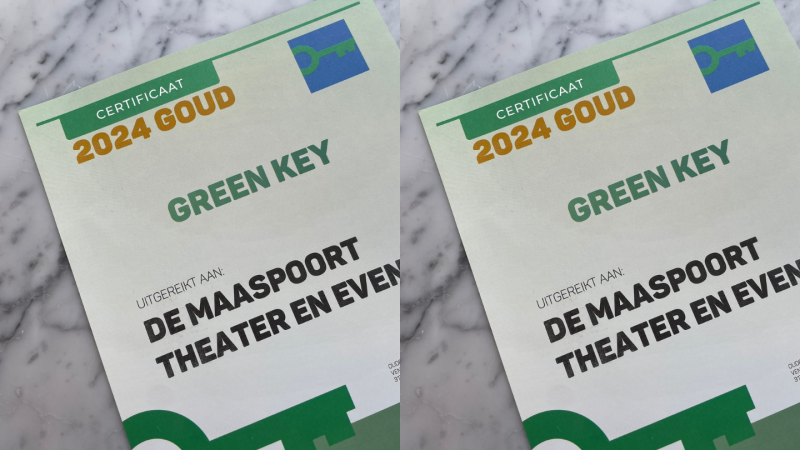 CERTIFICAAT
2024 GOUD
GREEN KEY
UITGEREIKT AAN:
DE MAASPOORT
THEATER EN EVEN
CERTIFICAAT
2024 GOUD
GREEN KEY
UITGEREIKT AAN:
DE MAASPOORT
THEATER EN EVEN